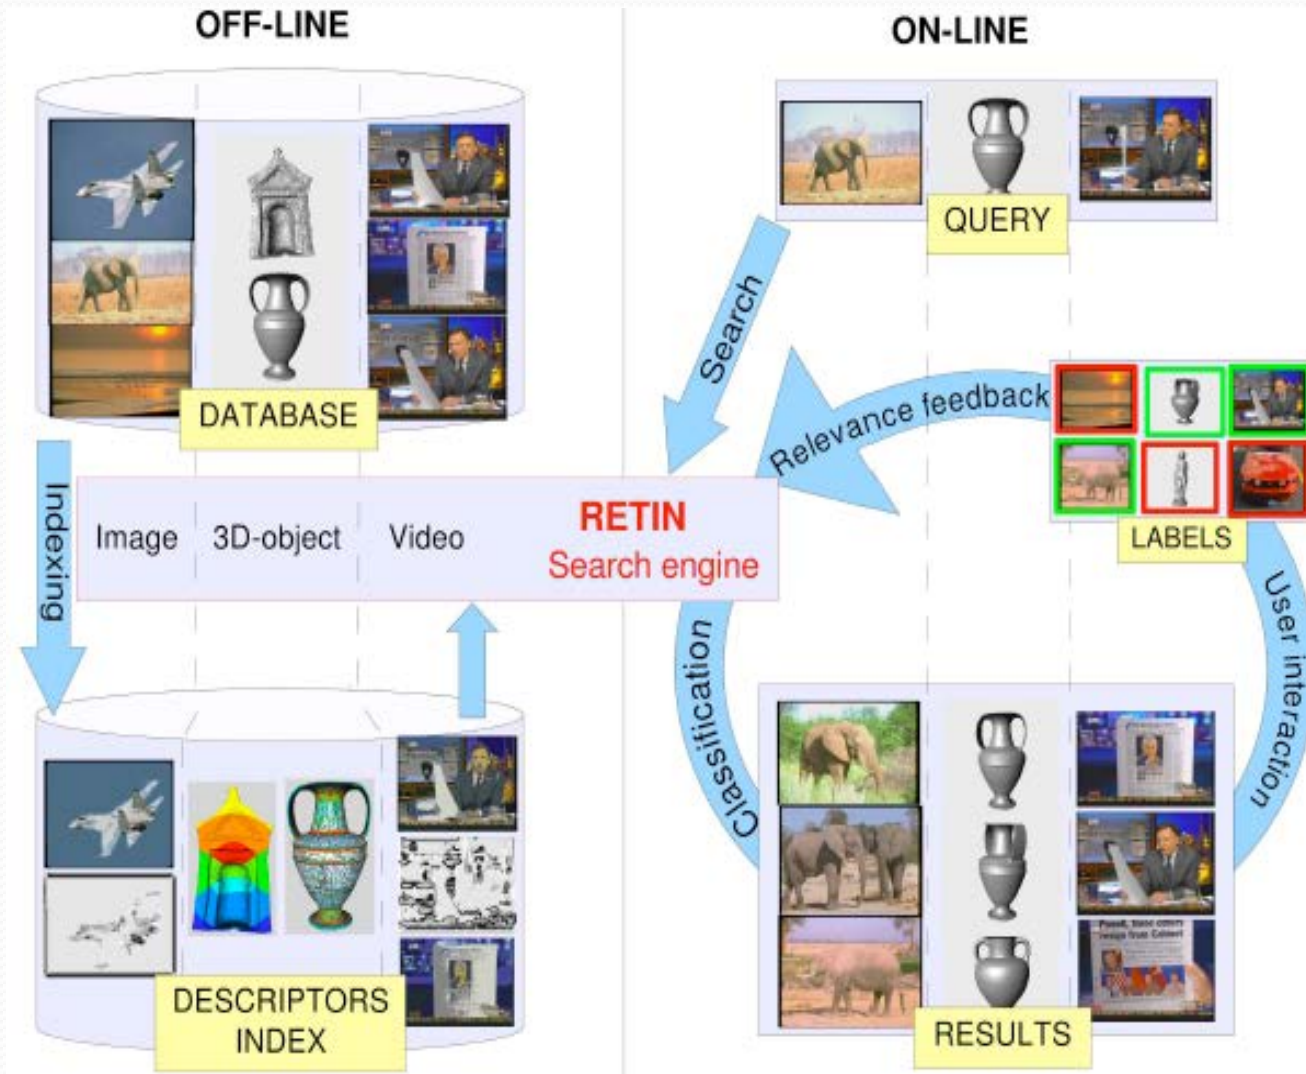 OFF-LINE
ON-LINE
QUERY
DATABASE
Search
Relevance feedback
LABELS
Indexing
Image
3D-object
Video
RETIN
Search engine
Classification
User interaction
DESCRIPTORS
INDEX
RESULTS